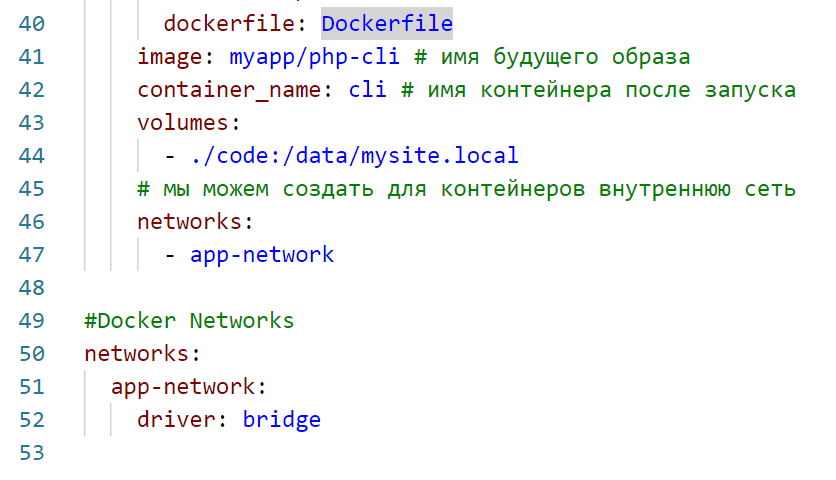 40 dockerfile: Dockerfile
41 image: myapp/php-cli # имя будущего образа
42 container_name: cli # имя контейнера после запуска
43 volumes:
44 - ./code:/data/mysite.local
45 # мы можем создать для контейнеров внутреннюю сеть
46 networks:
47 - app-network
48
49 #Docker Networks
50 networks:
51 app-network:
52 driver: bridge
53